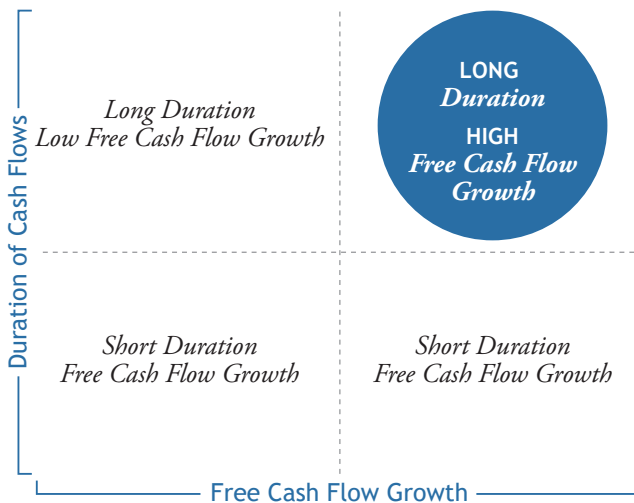 Duration of Cash Flows
Long Duration
Low Free Cash Flow Growth
LONG
Duration
HIGH
Free Cash Flow
Growth
Short Duration
Free Cash Flow Growth
Short Duration
Free Cash Flow Growth
Free Cash Flow Growth